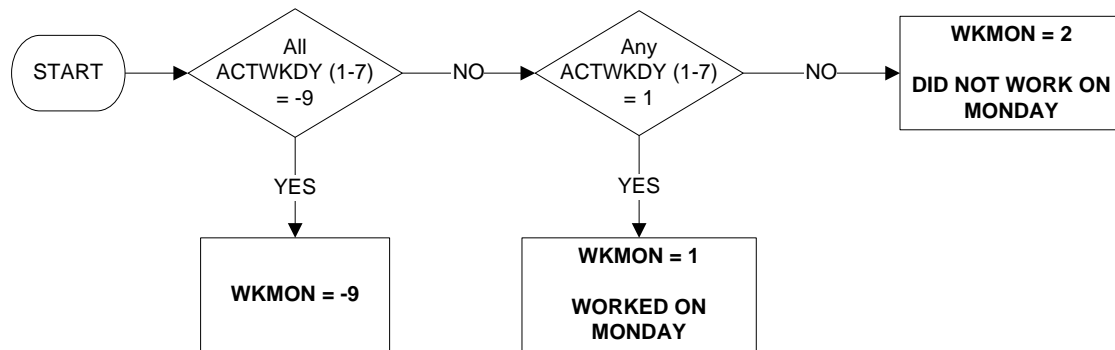 START
All
ACTWKDY (1-7)
= -9
NO
Any
ACTWKDY (1-7)
= 1
NO
WKMON = 2
DID NOT WORK ON
MONDAY
YES
YES
WKMON = -9
WKMON = 1
WORKED ON
MONDAY